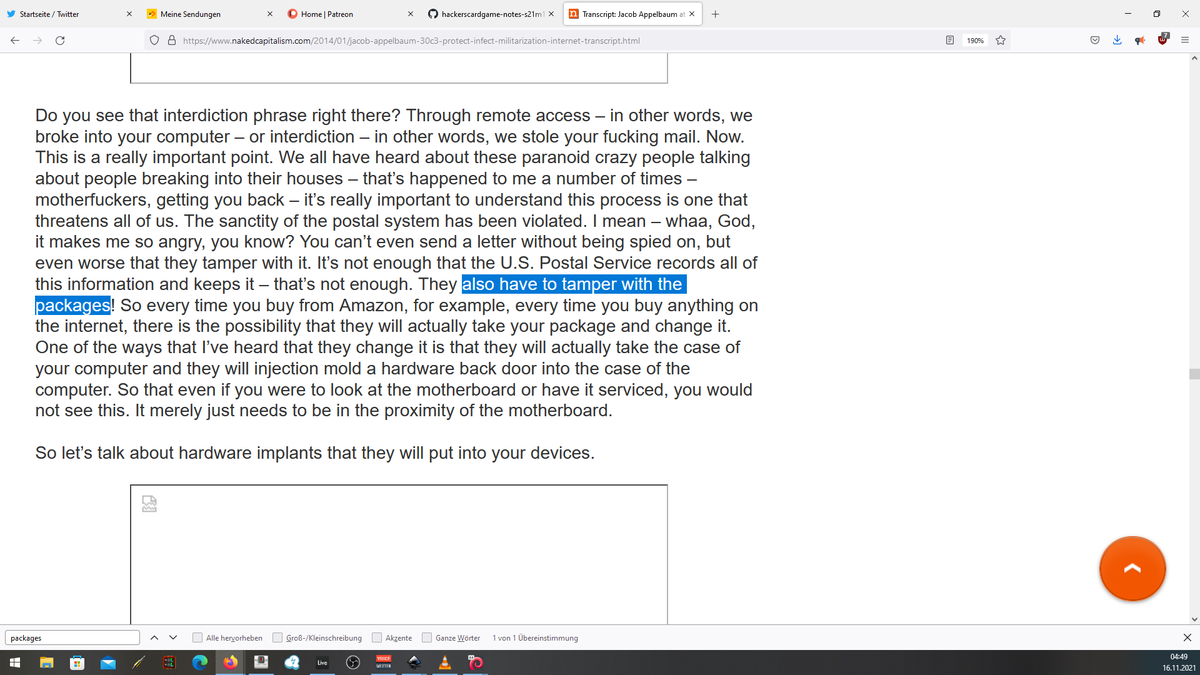 Startseite / Twitter
Meine Sendungen
Home | Patreon
hackerscardgame-notes-s21m
Transcript: Jacob Appelbaum at
https://www.nakedcapitalism.com/2014/01/jacob-appelbaum-30c3-protect-infect-militarization-internet-transcript.html
190%
Do you see that interdiction phrase right there? Through remote access – in other words, we
broke into your computer – or interdiction – in other words, we stole your fucking mail. Now.
This is a really important point. We all have heard about these paranoid crazy people talking
about people breaking into their houses – that’s happened to me a number of times –
motherfuckers, getting you back – it’s really important to understand this process is one that
threatens all of us. The sanctity of the postal system has been violated. I mean – whaa, God,
it makes me so angry, you know? You can’t even send a letter without being spied on, but
even worse that they tamper with it. It’s not enough that the U.S. Postal Service records all of
this information and keeps it – that’s not enough. They also have to tamper with the
packages! So every time you buy from Amazon, for example, every time you buy anything on
the internet, there is the possibility that they will actually take your package and change it.
One of the ways that I’ve heard that they change it is that they will actually take the case of
your computer and they will injection mold a hardware back door into the case of the
computer. So that even if you were to look at the motherboard or have it serviced, you would
not see this. It merely just needs to be in the proximity of the motherboard.
So let’s talk about hardware implants that they will put into your devices.
packages
Alle hervorheben
Groß-/Kleinschreibung
Akzente
Ganze Wörter
1 von 1 Übereinstimmung
Live
VOICE
04:49
16.11.2021